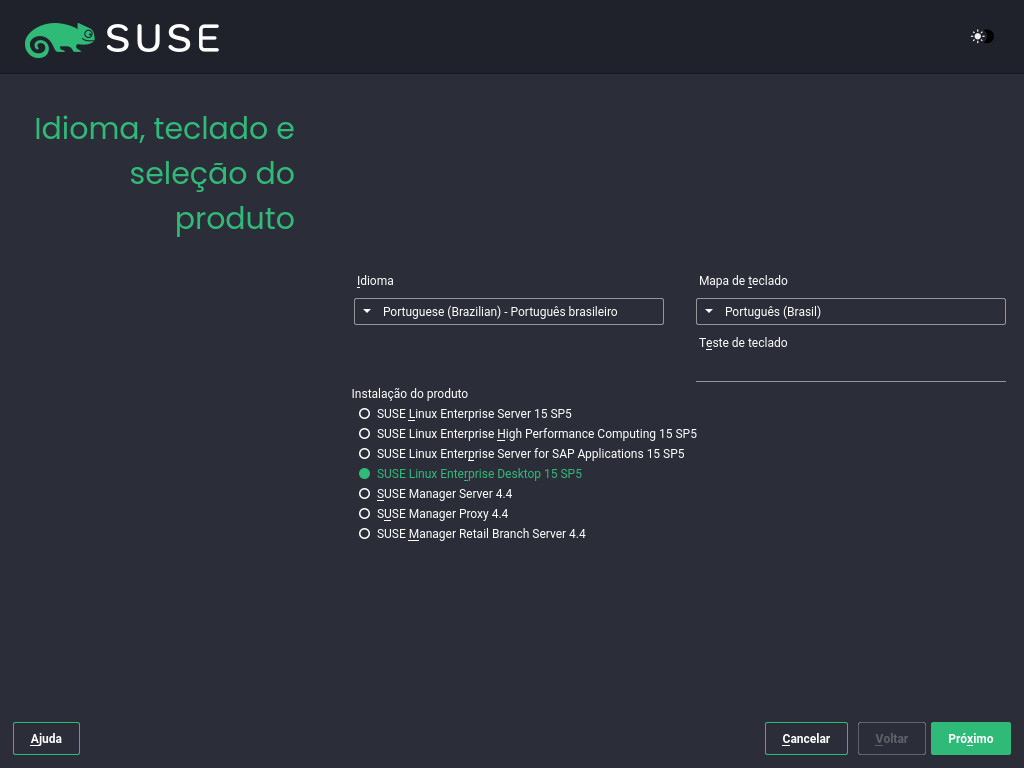 SUSE
Idioma, teclado e
seleção do
produto
Idioma
Mapa de teclado
Portuguese (Brazilian) - Português brasileiro
Português (Brasil)
Teste de teclado
Instalação do produto
SUSE Linux Enterprise Server 15 SP5
SUSE Linux Enterprise High Performance Computing 15 SP5
SUSE Linux Enterprise Server for SAP Applications 15 SP5
SUSE Linux Enterprise Desktop 15 SP5
SUSE Manager Server 4.4
SUSE Manager Proxy 4.4
SUSE Manager Retail Branch Server 4.4
Ajuda
Cancelar
Voltar
Próximo